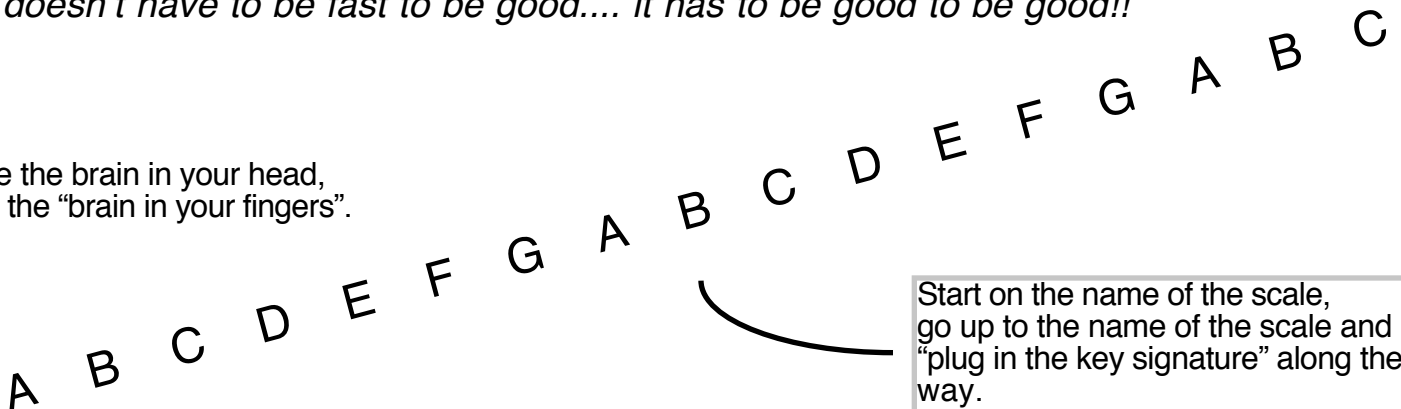 doesn't have to be fast to be good.... it has to be good to be good!!
the brain in your head,
the “brain in your fingers”.
A B C D E F G A B C D E F G A B C
Start on the name of the scale,
go up to the name of the scale and
“plug in the key signature” along the
way.